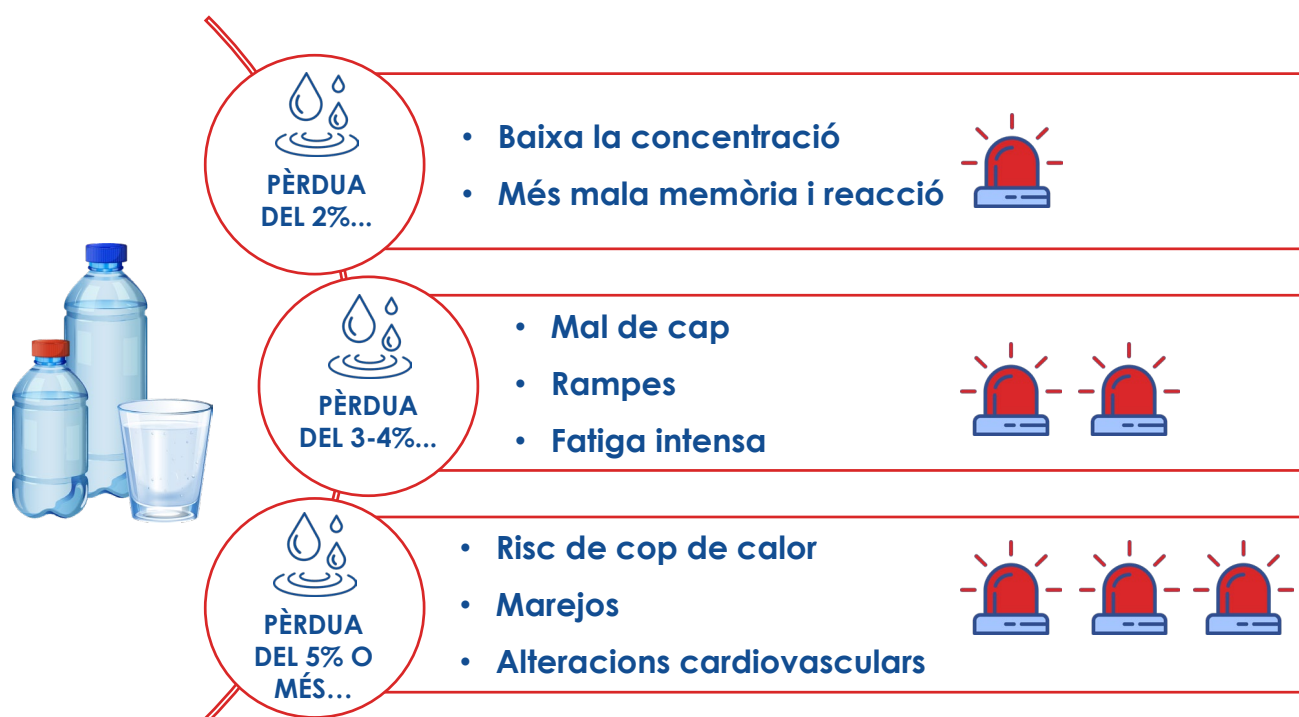 PÈRDUA
DEL 2%...
• Baixa la concentració
• Més mala memòria i reacció
PÈRDUA
DEL 3-4%...
• Mal de cap
• Rampes
• Fatiga intensa
PÈRDUA
DEL 5% O
MÉS...
• Risc de cop de calor
• Marejos
• Alteracions cardiovasculars